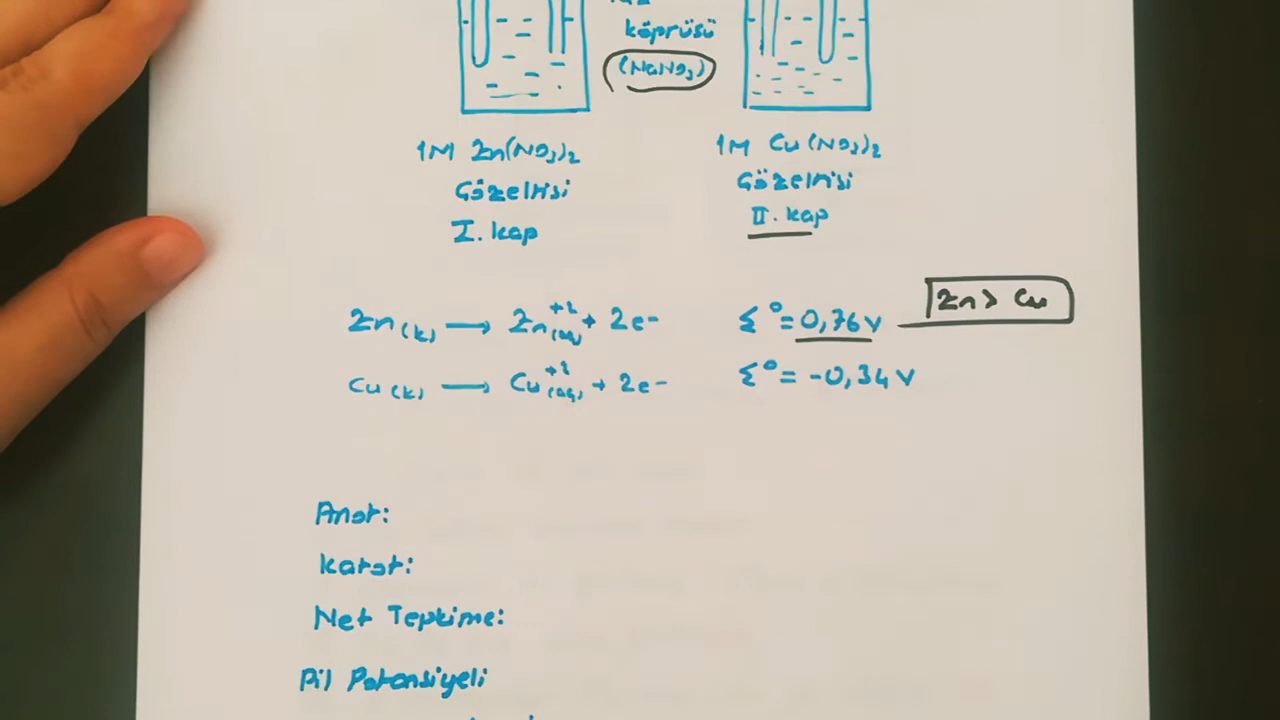 köprüsü
(NaNO₃)
1M Zn(NO₃)₂
Çözeltisi
I. kap
1M Cu(NO₃)₂
Çözeltisi
II. kap
Zn(k) → Zn⁺²(aq) + 2e⁻ Ɛ° = 0,76 V
Zn > Cu
Cu(k) → Cu⁺²(aq) + 2e⁻ Ɛ° = -0,34 V
Anot:
Katot:
Net Tepkime:
Pil Potansiyeli